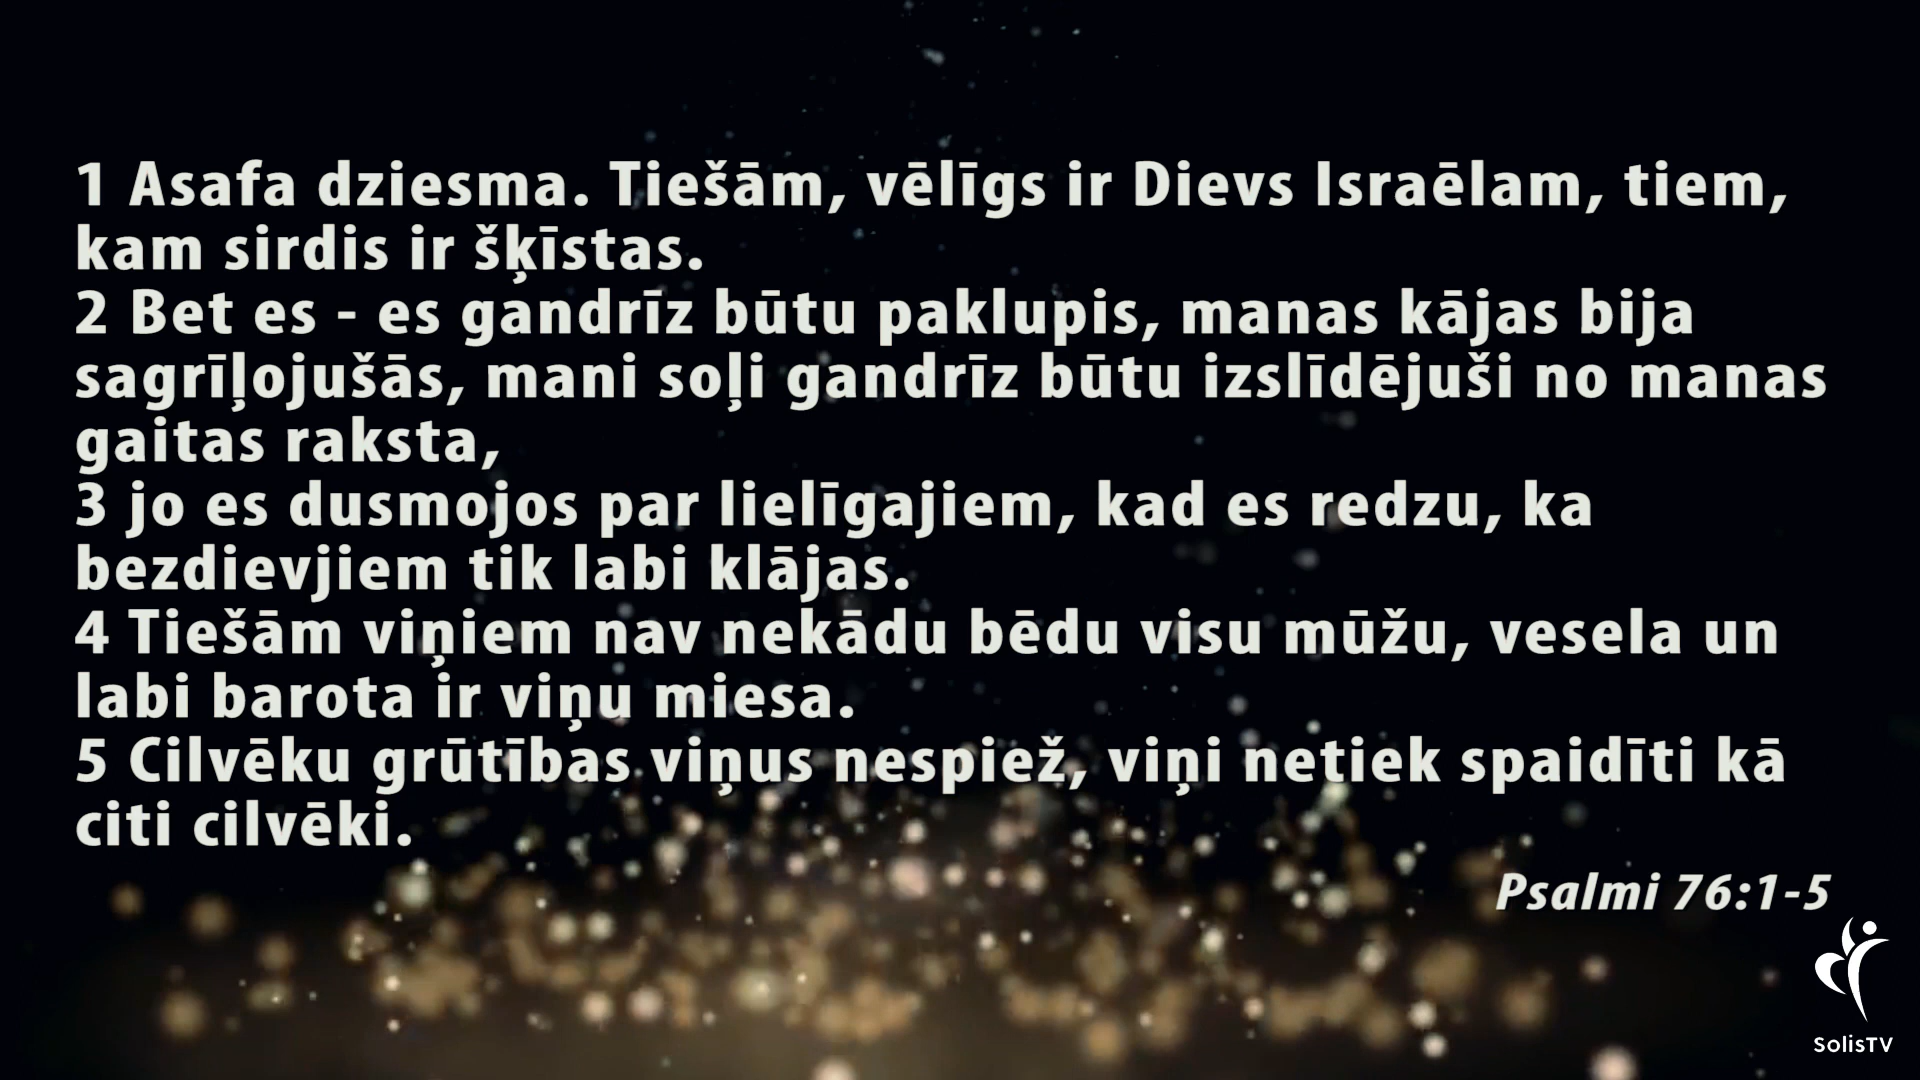 1 Asafa dziesma. Tiešām, vēlīgs ir Dievs Israēlam, tiem,
kam sirdis ir šķīstas.
2 Bet es - es gandrīz būtu paklupis, manas kājas bija
sagrīļojušās, mani soļi gandrīz būtu izslīdējuši no manas
gaitas raksta,
3 jo es dusmojos par lielīgajiem, kad es redzu, ka
bezdievjiem tik labi klājas.
4 Tiešām viņiem nav nekādu bēdu visu mūžu, vesela un
labi barota ir viņu miesa.
5 Cilvēku grūtības viņus nespiež, viņi netiek spaidīti kā
citi cilvēki.
Psalmi 76:1-5
SolisTV